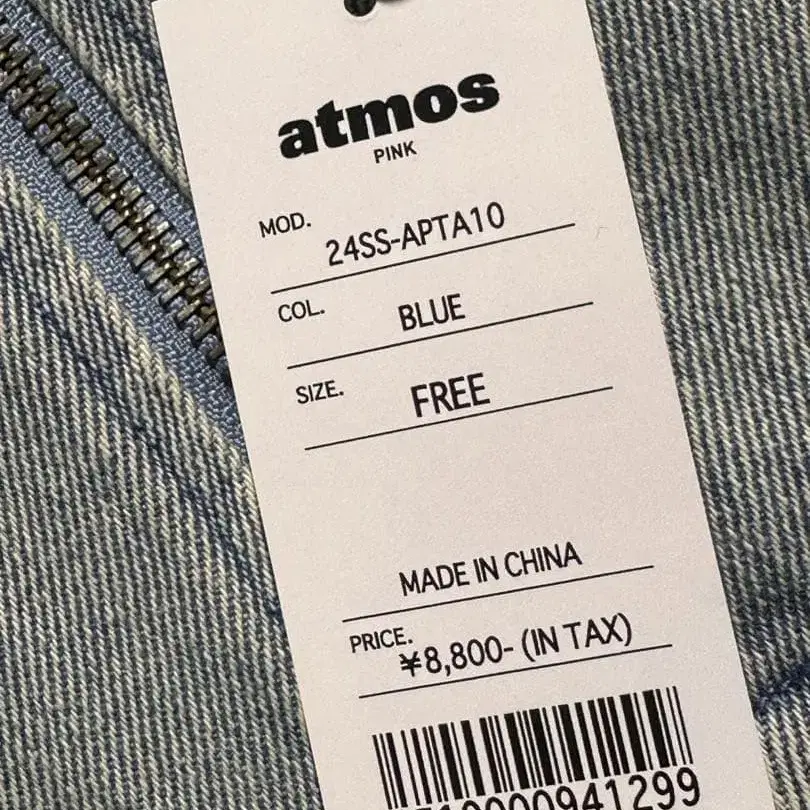 atmos
PINK
MOD. 24SS-APTA10
COL. BLUE
SIZE. FREE
MADE IN CHINA
PRICE. ¥8,800- (IN TAX)